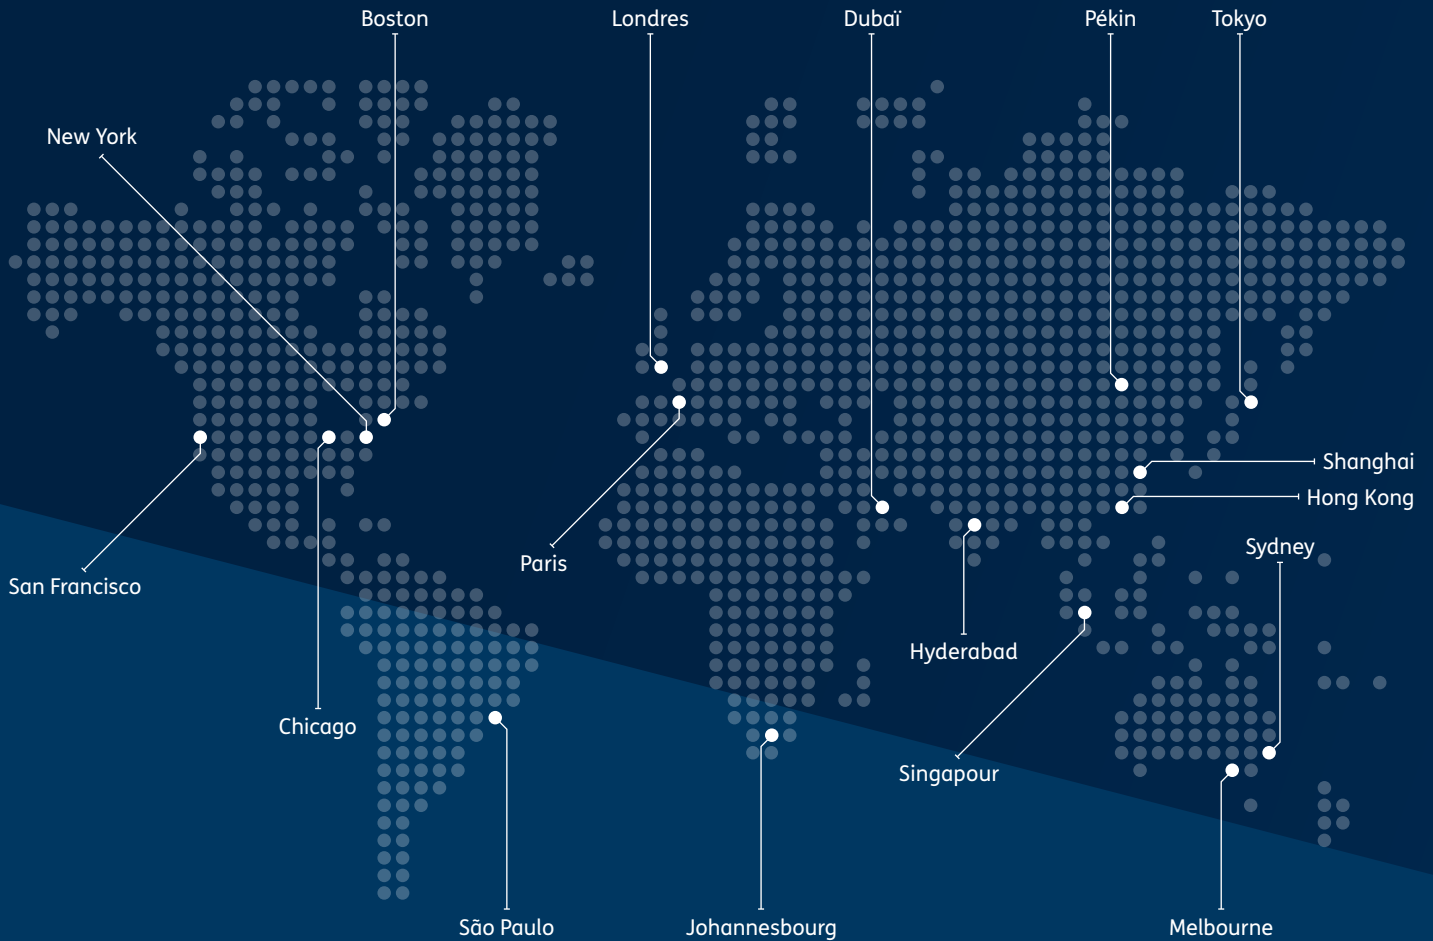 Boston
Londres
Dubaï
Pékin
Tokyo
New York
Shanghai
Hong Kong
Sydney
Paris
San Francisco
Hyderabad
Chicago
Singapour
São Paulo
Johannesbourg
Melbourne